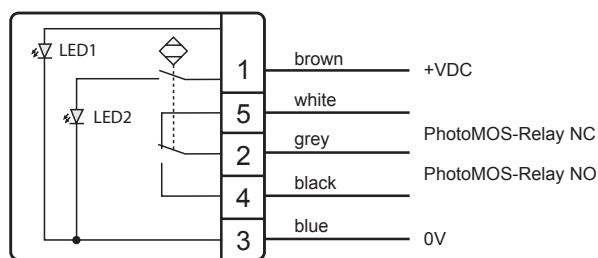 LED1
LED2
1 brown +VDC
5 white
2 grey PhotoMOS-Relay NC
4 black PhotoMOS-Relay NO
3 blue 0V